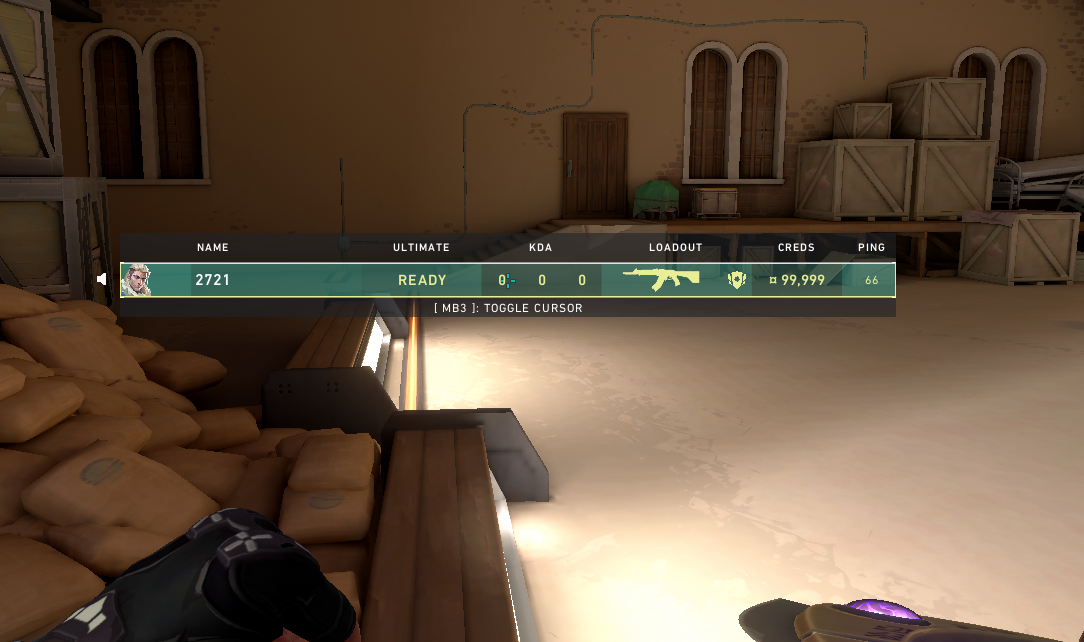 NAME ULTIMATE KDA LOADOUT CREDS PING
2721 READY 0 0 0 ¤ 99,999 66
[ MB3 ]: TOGGLE CURSOR